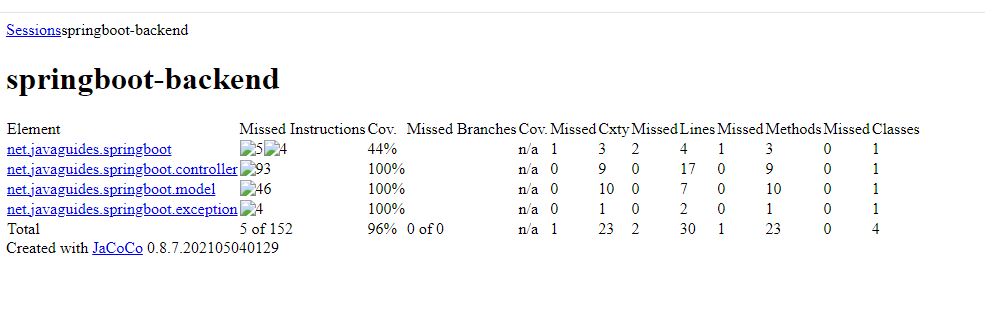 Sessionsspringboot-backend
springboot-backend
Element Missed Instructions Cov. Missed Branches Cov. Missed Cxty Missed Lines Missed Methods Missed Classes
net.javaguides.springboot 5 4 44% n/a 1 3 2 4 1 3 0 1
net.javaguides.springboot.controller 93 100% n/a 0 9 0 17 0 9 0 1
net.javaguides.springboot.model 46 100% n/a 0 10 0 7 0 10 0 1
net.javaguides.springboot.exception 4 100% n/a 0 1 0 2 0 1 0 1
Total 5 of 152 96% 0 of 0 n/a 1 23 2 30 1 23 0 4
Created with JaCoCo 0.8.7.202105040129